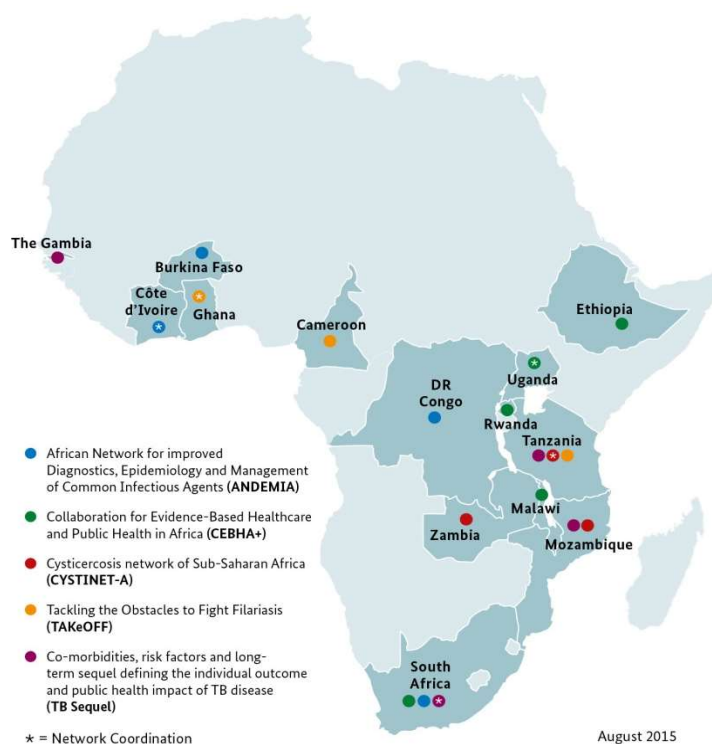 The Gambia
Burkina Faso
Côte
d'Ivoire
Ghana
Cameroon
Ethiopia
Uganda
DR
Congo
Rwanda
Tanzania
Malawi
Zambia
Mozambique
South
Africa
African Network for improved
Diagnostics, Epidemiology and Management
of Common Infectious Agents (ANDEMIA)
Collaboration for Evidence-Based Healthcare
and Public Health in Africa (CEBHA+)
Cysticercosis network of Sub-Saharan Africa
(CYSTINET-A)
Tackling the Obstacles to Fight Filariasis
(TAKeOFF)
Co-morbidities, risk factors and long-
term sequel defining the individual outcome
and public health impact of TB disease
(TB Sequel)
* = Network Coordination
August 2015